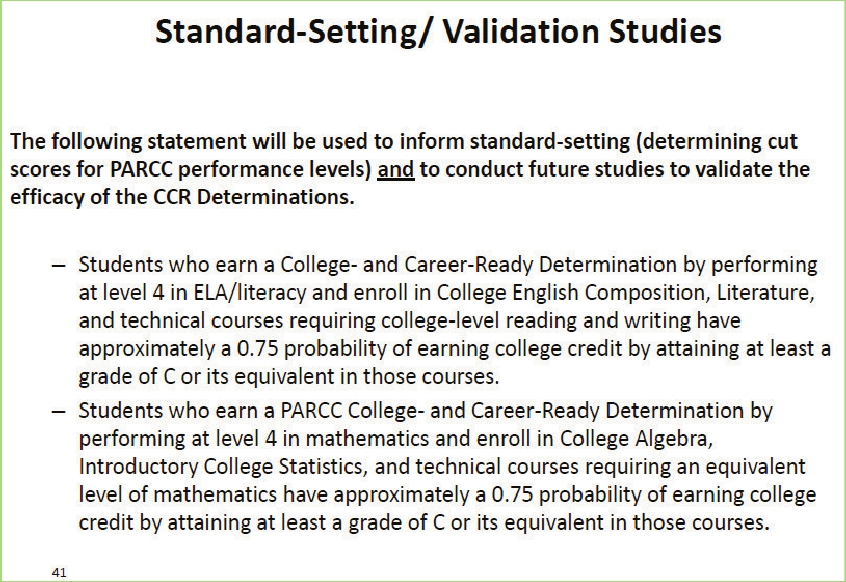 Standard-Setting/ Validation Studies
The following statement will be used to inform standard-setting (determining cut
scores for PARCC performance levels) and to conduct future studies to validate the
efficacy of the CCR Determinations.
– Students who earn a College- and Career-Ready Determination by performing
at level 4 in ELA/literacy and enroll in College English Composition, Literature,
and technical courses requiring college-level reading and writing have
approximately a 0.75 probability of earning college credit by attaining at least a
grade of C or its equivalent in those courses.
– Students who earn a PARCC College- and Career-Ready Determination by
performing at level 4 in mathematics and enroll in College Algebra,
Introductory College Statistics, and technical courses requiring an equivalent
level of mathematics have approximately a 0.75 probability of earning college
credit by attaining at least a grade of C or its equivalent in those courses.
41